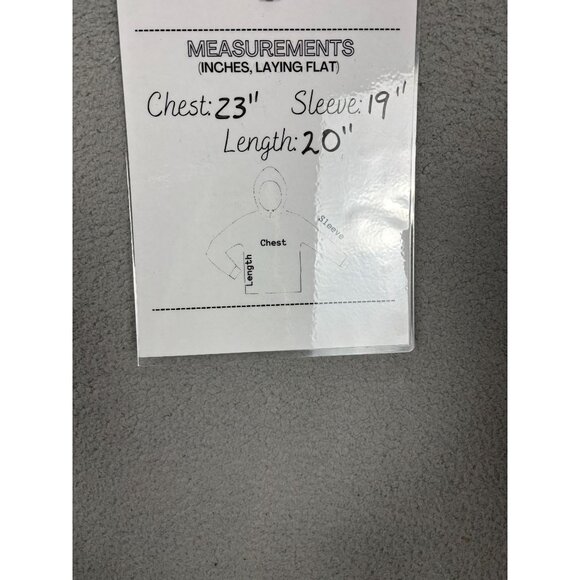 MEASUREMENTS
(INCHES, LAYING FLAT)
Chest: 23" Sleeve: 19"
Length: 20"
Sleeve
Chest
Length